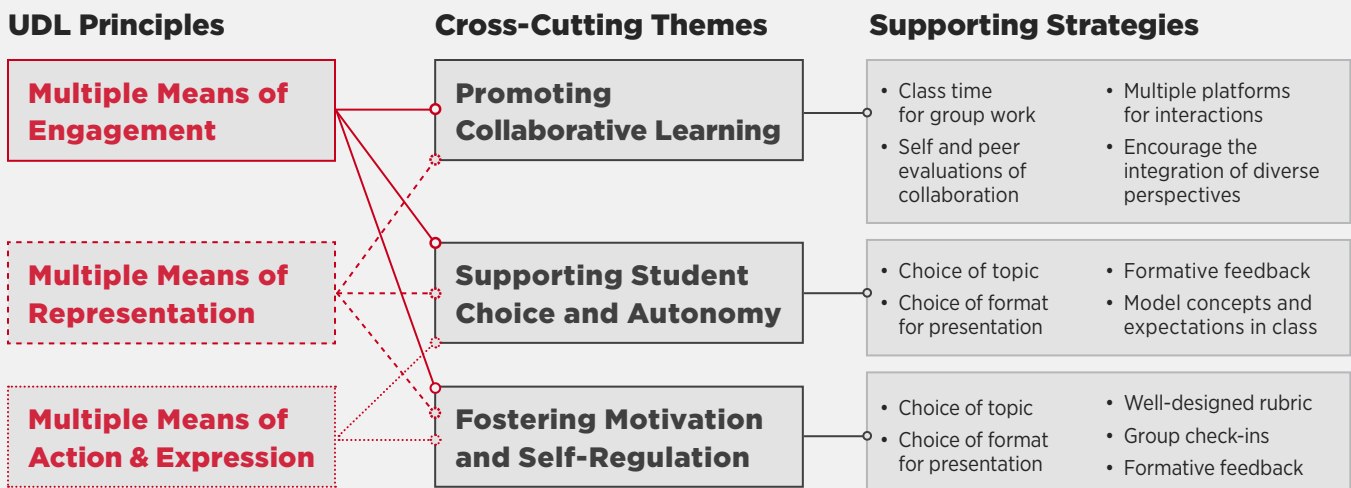 UDL Principles
Cross-Cutting Themes
Supporting Strategies
Multiple Means of
Engagement
Multiple Means of
Representation
Multiple Means of
Action & Expression
Promoting
Collaborative Learning
Supporting Student
Choice and Autonomy
Fostering Motivation
and Self-Regulation
• Class time
for group work
• Self and peer
evaluations of
collaboration
• Multiple platforms
for interactions
• Encourage the
integration of diverse
perspectives
• Choice of topic
• Choice of format
for presentation
• Formative feedback
• Model concepts and
expectations in class
• Choice of topic
• Choice of format
for presentation
• Well-designed rubric
• Group check-ins
• Formative feedback